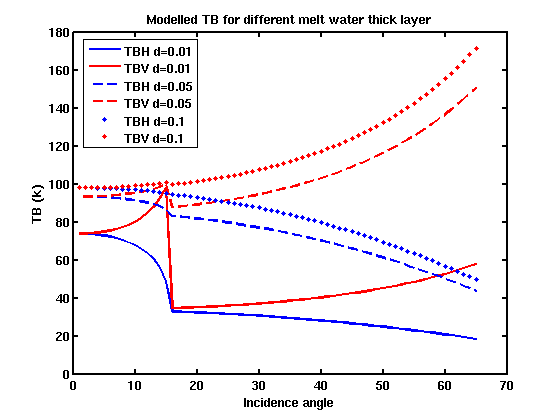 Modelled TB for different melt water thick layer
TBH d=0.01
TBV d=0.01
TBH d=0.05
TBV d=0.05
TBH d=0.1
TBV d=0.1
TB (k)
180
160
140
120
100
80
60
40
20
0
0 10 20 30 40 50 60 70
Incidence angle